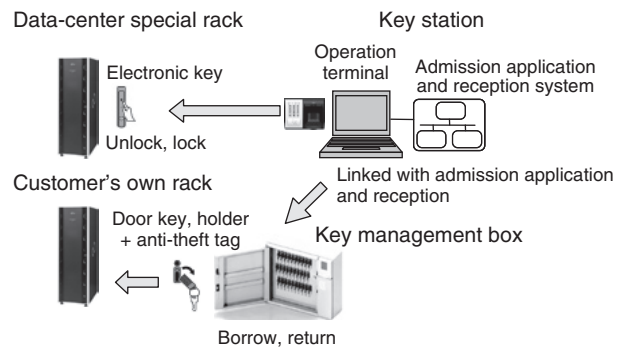 Data-center special rack
Key station
Operation
terminal
Admission application
and reception system
Electronic key
Unlock, lock
Linked with admission application
and reception
Customer's own rack
Door key, holder
+ anti-theft tag
Key management box
Borrow, return